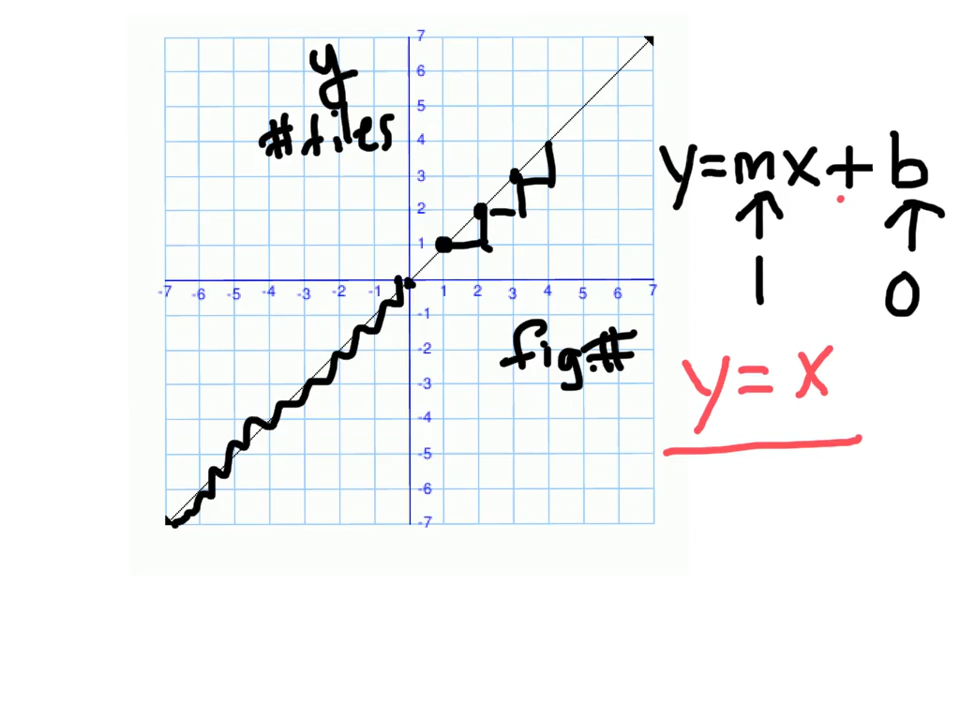 y
# tiles
7
6
5
4
3
2
1
-7 -6 -5 -4 -3 -2 -1 0 1 2 3 4 5 6 7
-1
-2
-3
-4
-5
-6
-7
fig.#
y=mx+b
1 0
y=x